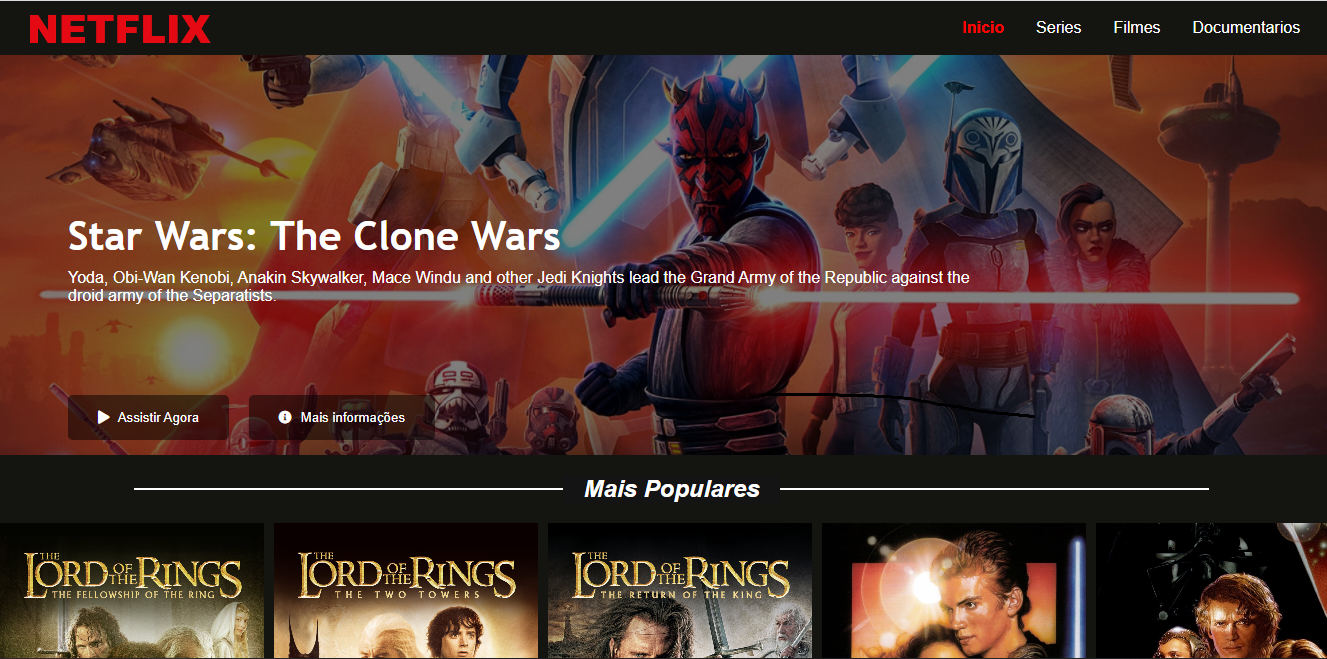 NETFLIX
Inicio Series Filmes Documentarios
Star Wars: The Clone Wars
Yoda, Obi-Wan Kenobi, Anakin Skywalker, Mace Windu and other Jedi Knights lead the Grand Army of the Republic against the
droid army of the Separatists.
Assistir Agora Mais informações
Mais Populares
THE LORD OF THE RINGS
THE FELLOWSHIP OF THE RING
THE LORD OF THE RINGS
THE TWO TOWERS
THE LORD OF THE RINGS
THE RETURN OF THE KING